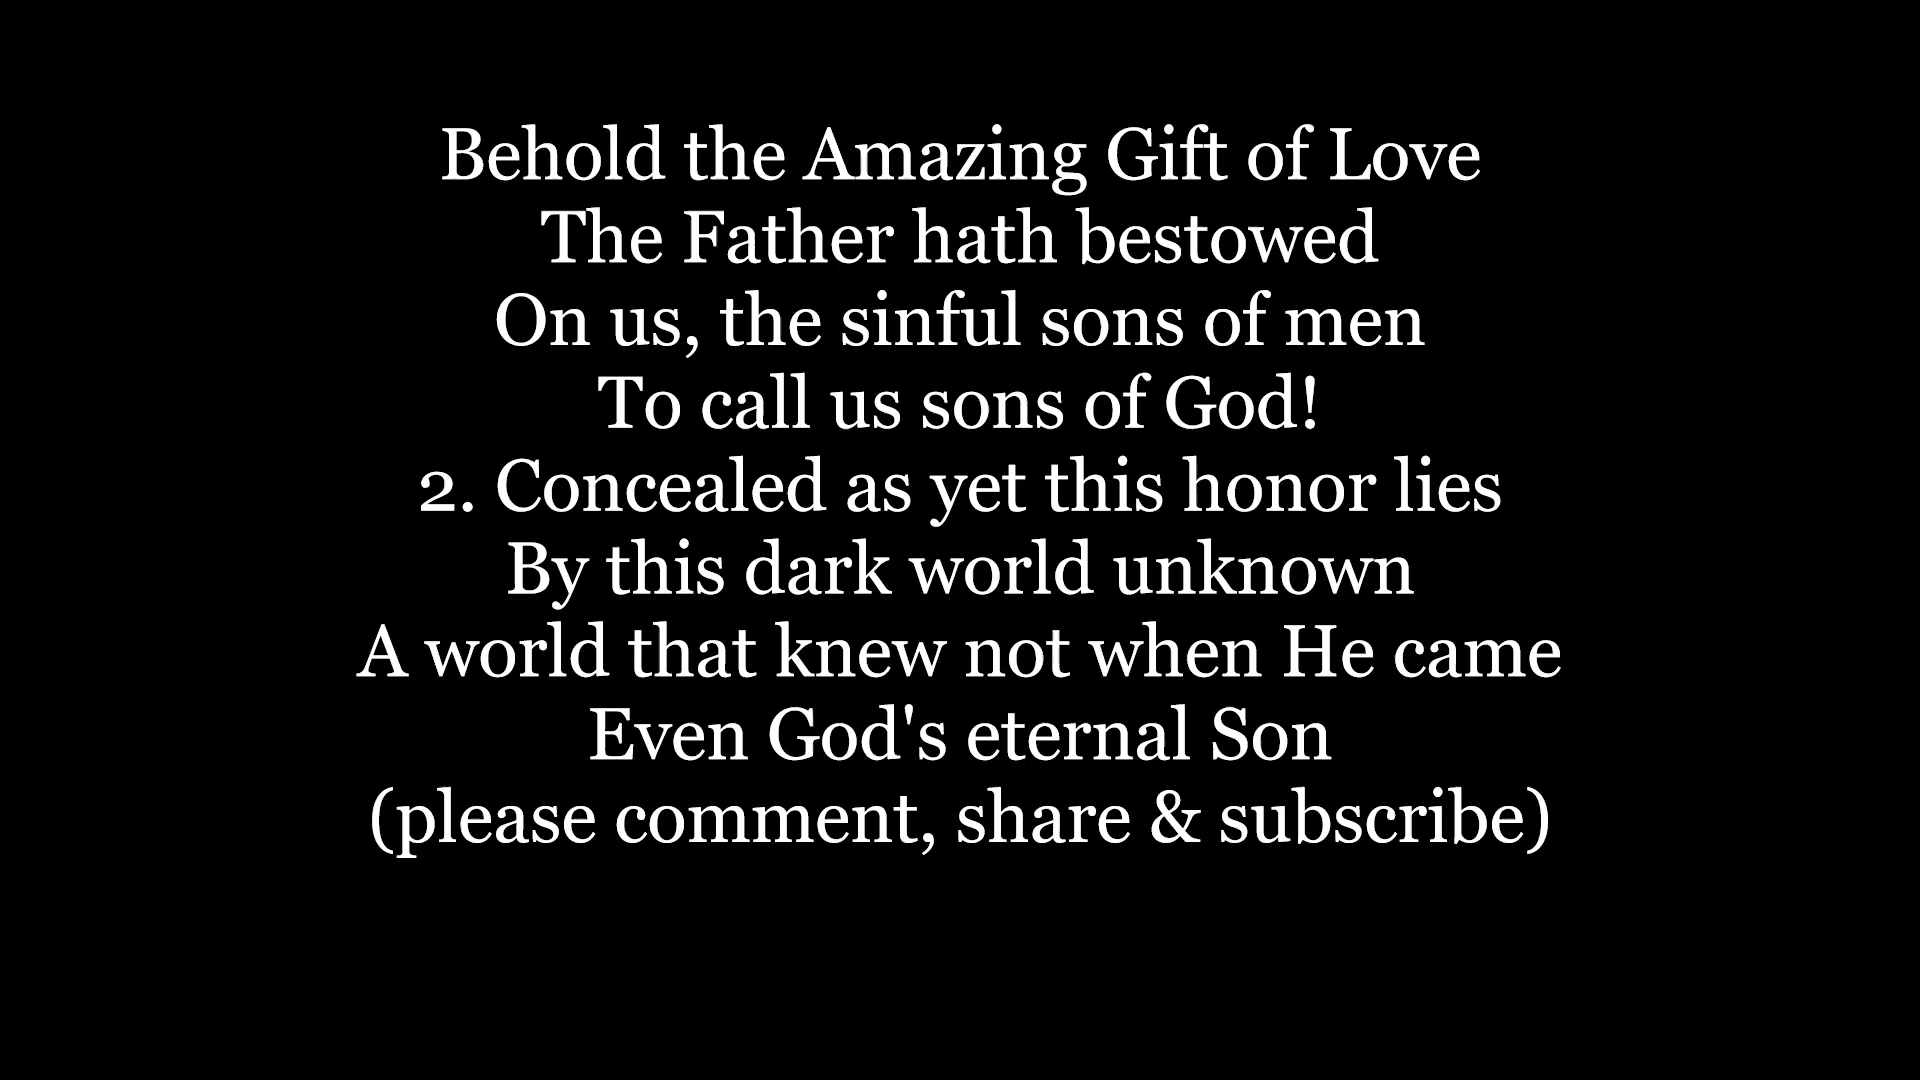 Behold the Amazing Gift of Love
The Father hath bestowed
On us, the sinful sons of men
To call us sons of God!
2. Concealed as yet this honor lies
By this dark world unknown
A world that knew not when He came
Even God's eternal Son
(please comment, share & subscribe)